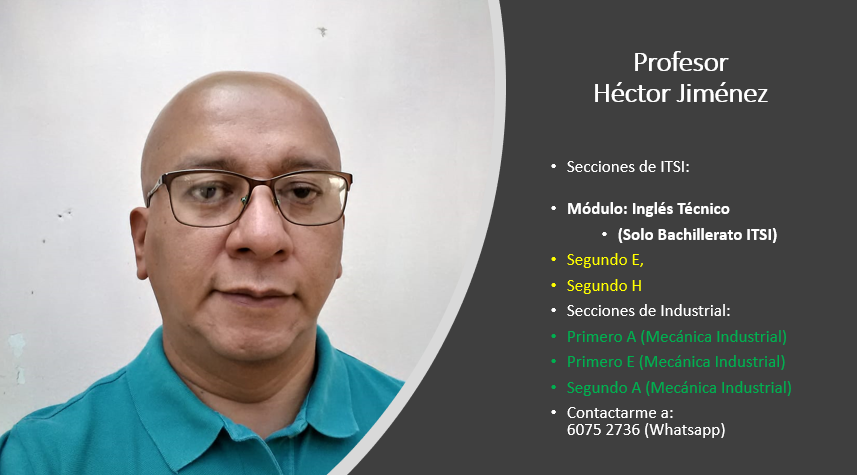 Profesor
Héctor Jiménez
• Secciones de ITSI:
• Módulo: Inglés Técnico
• (Solo Bachillerato ITSI)
• Segundo E,
• Segundo H
• Secciones de Industrial:
• Primero A (Mecánica Industrial)
• Primero E (Mecánica Industrial)
• Segundo A (Mecánica Industrial)
• Contactarme a:
6075 2736 (Whatsapp)